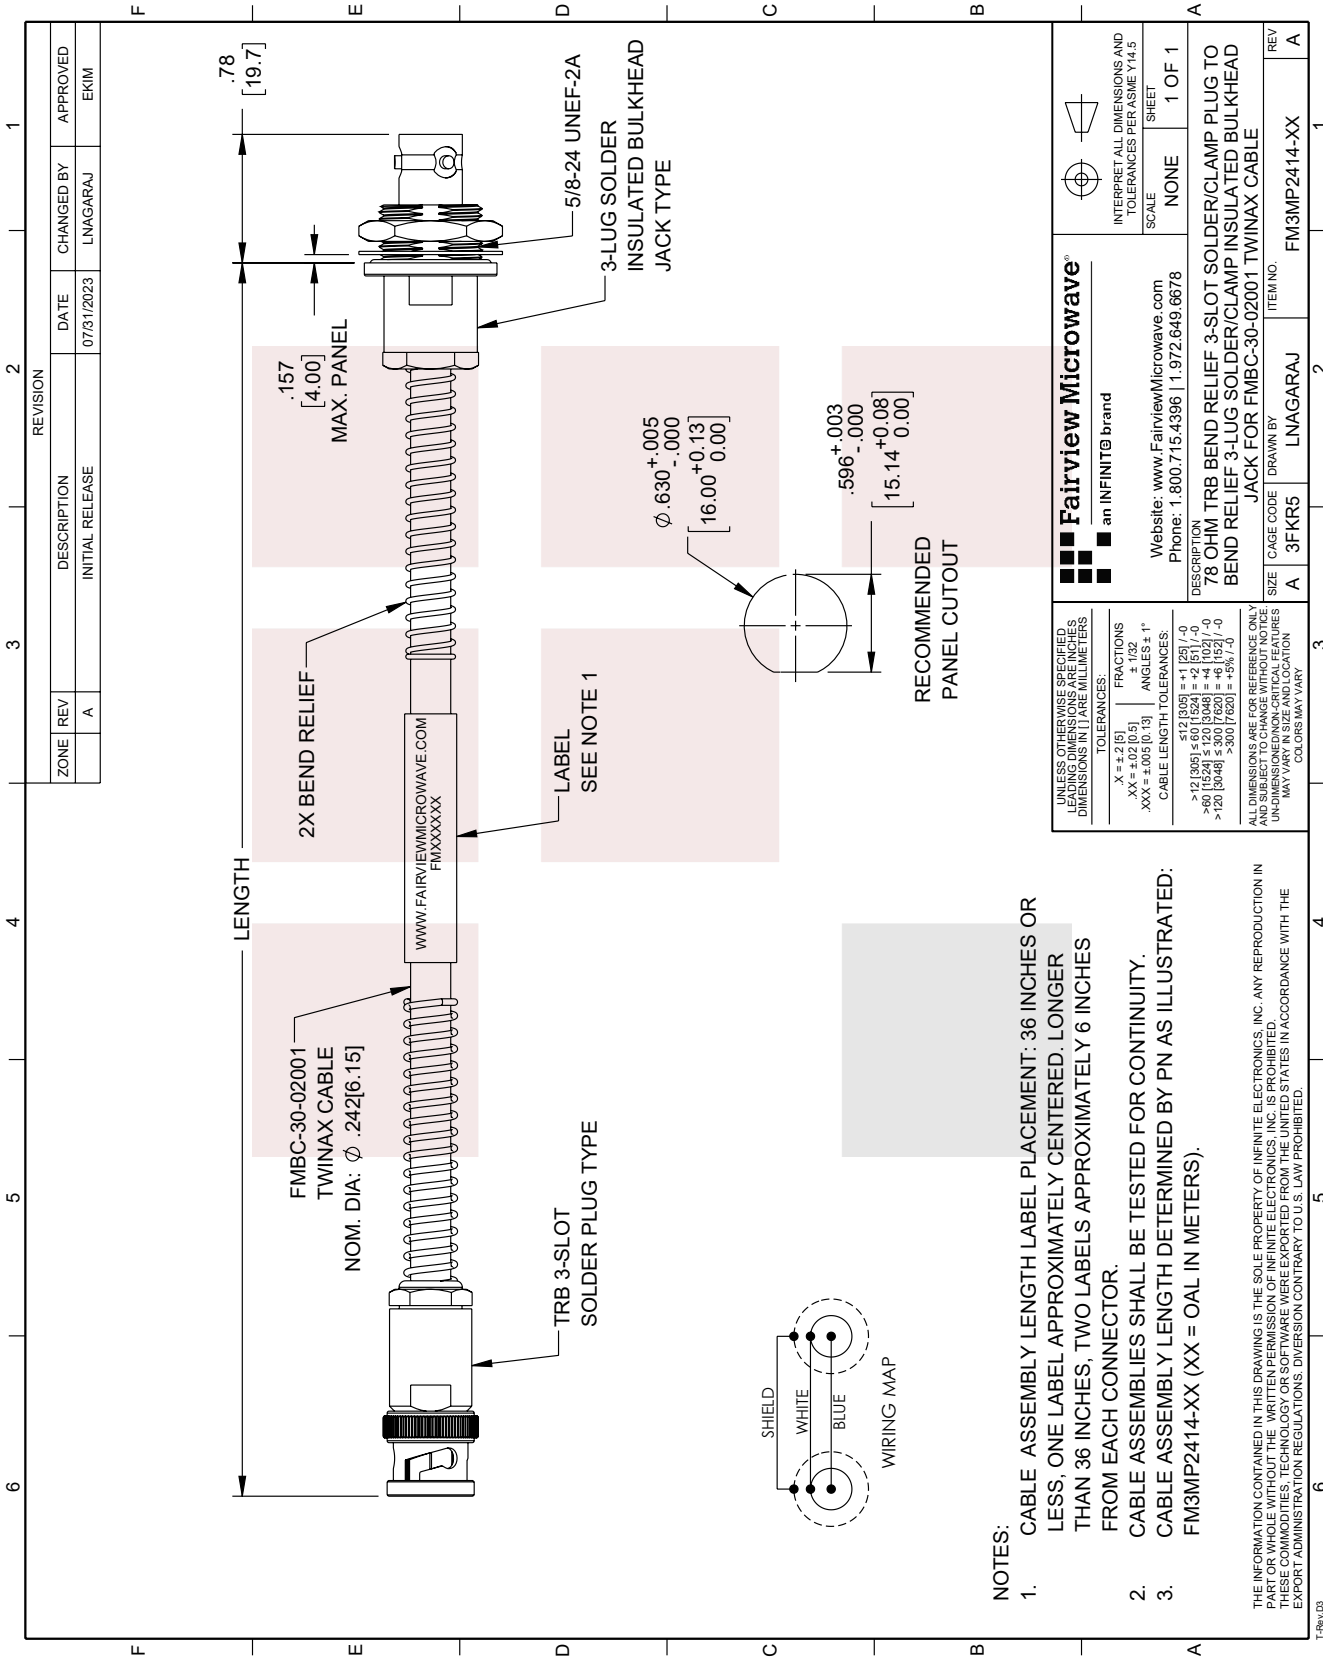 REVISION
ZONE REV DESCRIPTION DATE CHANGED BY APPROVED
A INITIAL RELEASE 07/31/2023 LNAGARAJ EKIM
6 5 4 3 2 1
F E D C B A
LENGTH
.78
[19.7]
.157
[4.00]
MAX. PANEL
2X BEND RELIEF
FMBC-30-02001
TWINAX CABLE
NOM. DIA: Ø .242[6.15]
WWW.FAIRVIEWMICROWAVE.COM
FMXXXXXX
5/8-24 UNEF-2A
3-LUG SOLDER
INSULATED BULKHEAD
JACK TYPE
LABEL
SEE NOTE 1
TRB 3-SLOT
SOLDER PLUG TYPE
Ø.630 +.005
-.000
[16.00 +0.13
0.00]
.596 +.003
-.000
[15.14 +0.08
0.00]
RECOMMENDED
PANEL CUTOUT
SHIELD
WHITE
BLUE
WIRING MAP
NOTES:
1. CABLE ASSEMBLY LENGTH LABEL PLACEMENT: 36 INCHES OR
LESS, ONE LABEL APPROXIMATELY CENTERED. LONGER
THAN 36 INCHES, TWO LABELS APPROXIMATELY 6 INCHES
FROM EACH CONNECTOR.
2. CABLE ASSEMBLIES SHALL BE TESTED FOR CONTINUITY.
3. CABLE ASSEMBLY LENGTH DETERMINED BY PN AS ILLUSTRATED:
FM3MP2414-XX (XX = OAL IN METERS).
THE INFORMATION CONTAINED IN THIS DRAWING IS THE SOLE PROPERTY OF INFINITE ELECTRONICS, INC. ANY REPRODUCTION IN
PART OR WHOLE WITHOUT THE WRITTEN PERMISSION OF INFINITE ELECTRONICS, INC. IS PROHIBITED.
THESE COMMODITIES, TECHNOLOGY OR SOFTWARE WERE EXPORTED FROM THE UNITED STATES IN ACCORDANCE WITH THE
EXPORT ADMINISTRATION REGULATIONS. DIVERSION CONTRARY TO U.S. LAW PROHIBITED.
UNLESS OTHERWISE SPECIFIED
LEADING DIMENSIONS ARE INCHES
DIMENSIONS IN [ ] ARE MILLIMETERS
TOLERANCES:
.X = ±.2 [5] FRACTIONS
.XX = ±.02 [0.5] ± 1/32
.XXX = ±.005 [0.13] ANGLES ± 1°
CABLE LENGTH TOLERANCES:
≤12 [305] = +1 [25] / -0
>12 [305] ≤ 60 [1524] = +2 [51] / -0
>60 [1524] ≤ 120 [3048] = +4 [102] / -0
>120 [3048] ≤ 300 [7620] = +6 [152] / -0
>300 [7620] = +5% / -0
ALL DIMENSIONS ARE FOR REFERENCE ONLY
AND SUBJECT TO CHANGE WITHOUT NOTICE.
UN-DIMENSIONED/NON-CRITICAL FEATURES
MAY VARY IN SIZE AND LOCATION
COLORS MAY VARY
Fairview Microwave®
an INFINITE brand
Website: www.FairviewMicrowave.com
Phone: 1.800.715.4396 | 1.972.649.6678
INTERPRET ALL DIMENSIONS AND
TOLERANCES PER ASME Y14.5
SCALE NONE SHEET 1 OF 1
DESCRIPTION
78 OHM TRB BEND RELIEF 3-SLOT SOLDER/CLAMP PLUG TO
BEND RELIEF 3-LUG SOLDER/CLAMP INSULATED BULKHEAD
JACK FOR FMBC-30-02001 TWINAX CABLE
SIZE A CAGE CODE 3FKR5 DRAWN BY LNAGARAJ ITEM NO. FM3MP2414-XX REV A
6 5 4 3 2 1
F E D C B A
T-Rev.D3